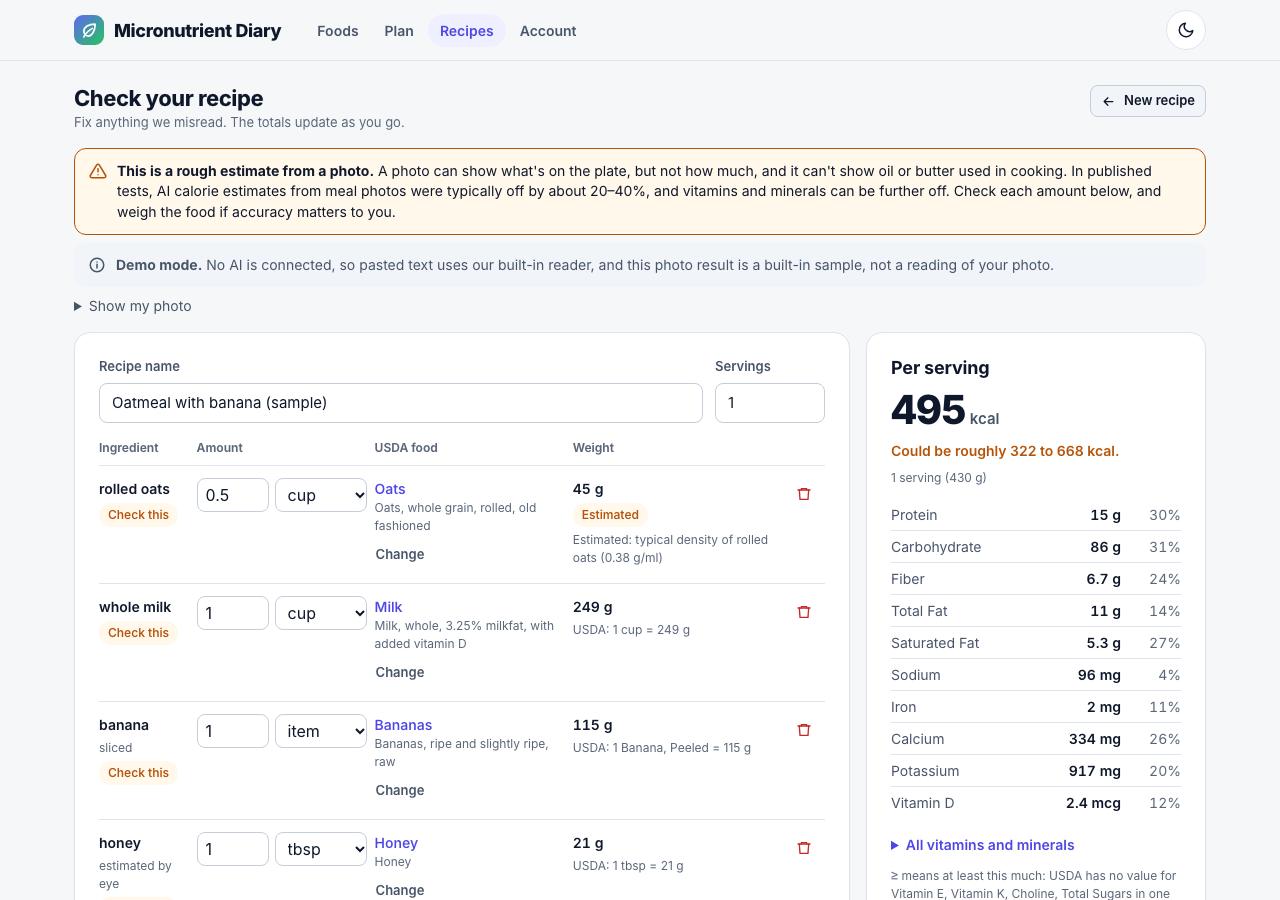 Micronutrient Diary
Foods
Plan
Recipes
Account
Check your recipe
Fix anything we misread. The totals update as you go.
← New recipe
This is a rough estimate from a photo. A photo can show what's on the plate, but not how much, and it can't show oil or butter used in cooking. In published
tests, AI calorie estimates from meal photos were typically off by about 20–40%, and vitamins and minerals can be further off. Check each amount below, and
weigh the food if accuracy matters to you.
Demo mode. No AI is connected, so pasted text uses our built-in reader, and this photo result is a built-in sample, not a reading of your photo.
Show my photo
Recipe name
Servings
Oatmeal with banana (sample)
1
Ingredient
Amount
USDA food
Weight
rolled oats
Check this
0.5
cup
Oats
Oats, whole grain, rolled, old
fashioned
Change
45 g
Estimated
Estimated: typical density of rolled
oats (0.38 g/ml)
whole milk
Check this
1
cup
Milk
Milk, whole, 3.25% milkfat, with
added vitamin D
Change
249 g
USDA: 1 cup = 249 g
banana
sliced
Check this
1
item
Bananas
Bananas, ripe and slightly ripe,
raw
Change
115 g
USDA: 1 Banana, Peeled = 115 g
honey
estimated by
eye
1
tbsp
Honey
Honey
Change
21 g
USDA: 1 tbsp = 21 g
Per serving
495 kcal
Could be roughly 322 to 668 kcal.
1 serving (430 g)
Protein 15 g 30%
Carbohydrate 86 g 31%
Fiber 6.7 g 24%
Total Fat 11 g 14%
Saturated Fat 5.3 g 27%
Sodium 96 mg 4%
Iron 2 mg 11%
Calcium 334 mg 26%
Potassium 917 mg 20%
Vitamin D 2.4 mcg 12%
All vitamins and minerals
≥ means at least this much: USDA has no value for
Vitamin E, Vitamin K, Choline, Total Sugars in one